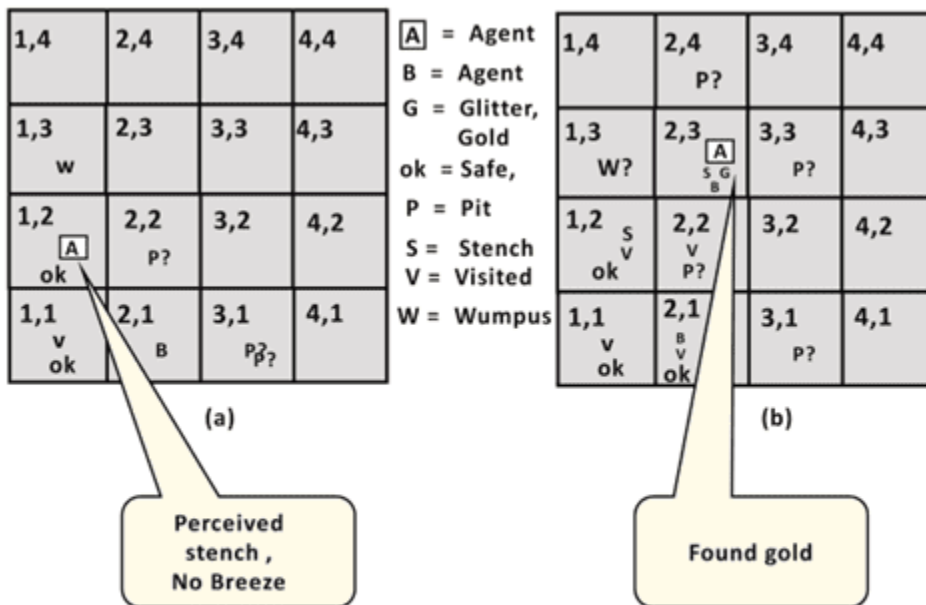 1,4 2,4 3,4 4,4
1,3 2,3 3,3 4,3
W
1,2 2,2 3,2 4,2
A
P?
ok
1,1 2,1 3,1 4,1
v
B P? P?
ok
(a)
Perceived
stench ,
No Breeze
A = Agent
B = Agent
G = Glitter,
Gold
ok = Safe,
P = Pit
S = Stench
V = Visited
W = Wumpus
1,4 2,4 3,4 4,4
P?
1,3 2,3 3,3 4,3
A
W? S G P?
B
1,2 2,2 3,2 4,2
S
V V
ok P?
1,1 2,1 3,1 4,1
B
v V P?
ok ok
(b)
Found gold